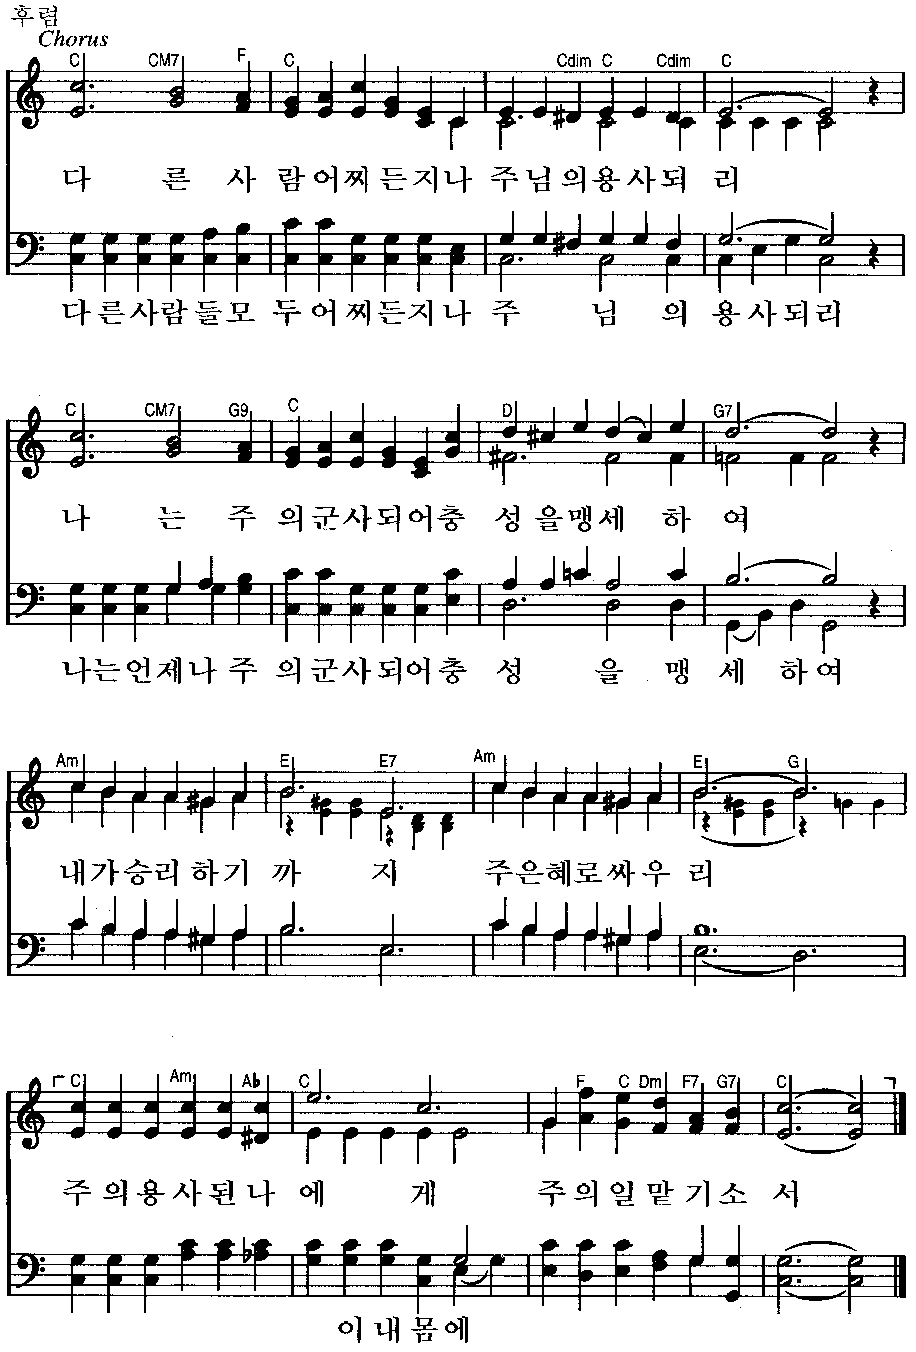 후렴
Chorus
C CM7 F C Cdim C Cdim C
다 른 사 람 어 찌 든 지 나 주 님 의 용 사 되 리
다 른 사 람 들 모 두 어 찌 든 지 나 주 님 의 용 사 되 리
C CM7 G9 C D G7
나 는 주 의 군 사 되 어 충 성 을 맹 세 하 여
나 는 언 제 나 주 의 군 사 되 어 충 성 을 맹 세 하 여
Am E E7 Am E G
내 가 승 리 하 기 까 지 주 은 혜 로 싸 우 리
C Am A♭ C F C Dm F7 G7 C
주 의 용 사 된 나 에 게 주 의 일 맡 기 소 서
이 내 몸 에